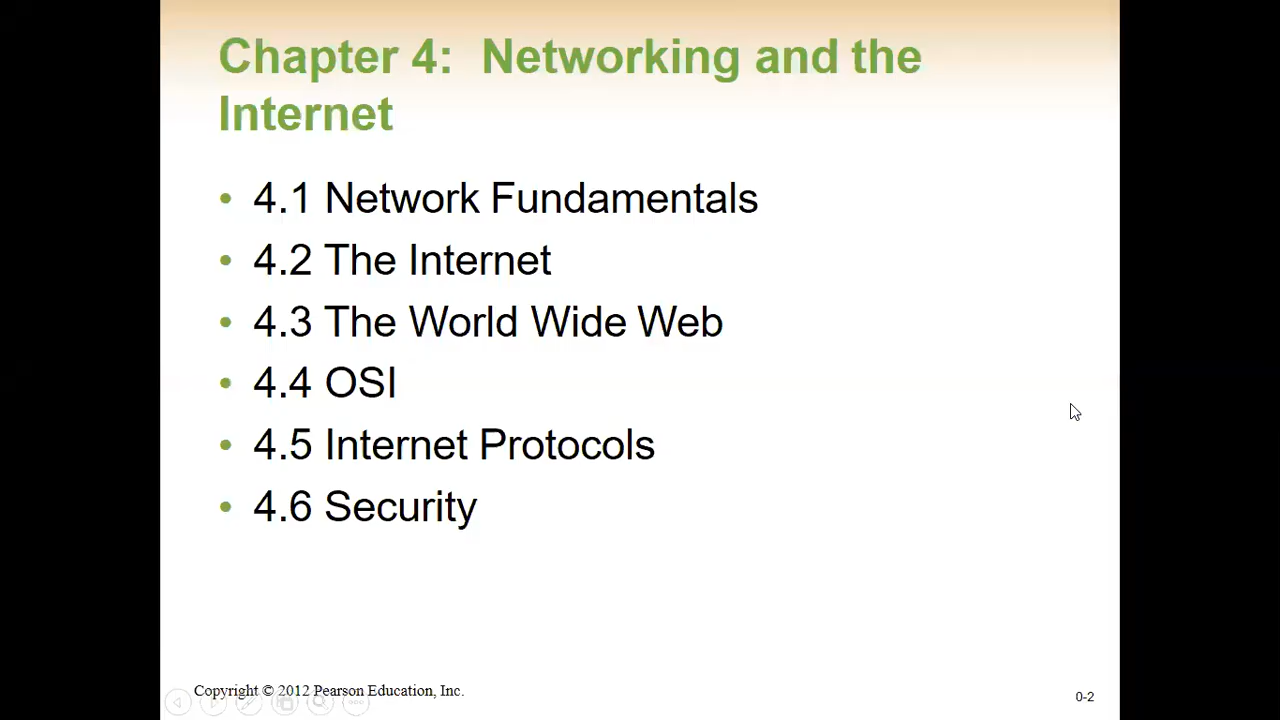 Chapter 4: Networking and the
Internet
• 4.1 Network Fundamentals
• 4.2 The Internet
• 4.3 The World Wide Web
• 4.4 OSI
• 4.5 Internet Protocols
• 4.6 Security
Copyright © 2012 Pearson Education, Inc.
0-2